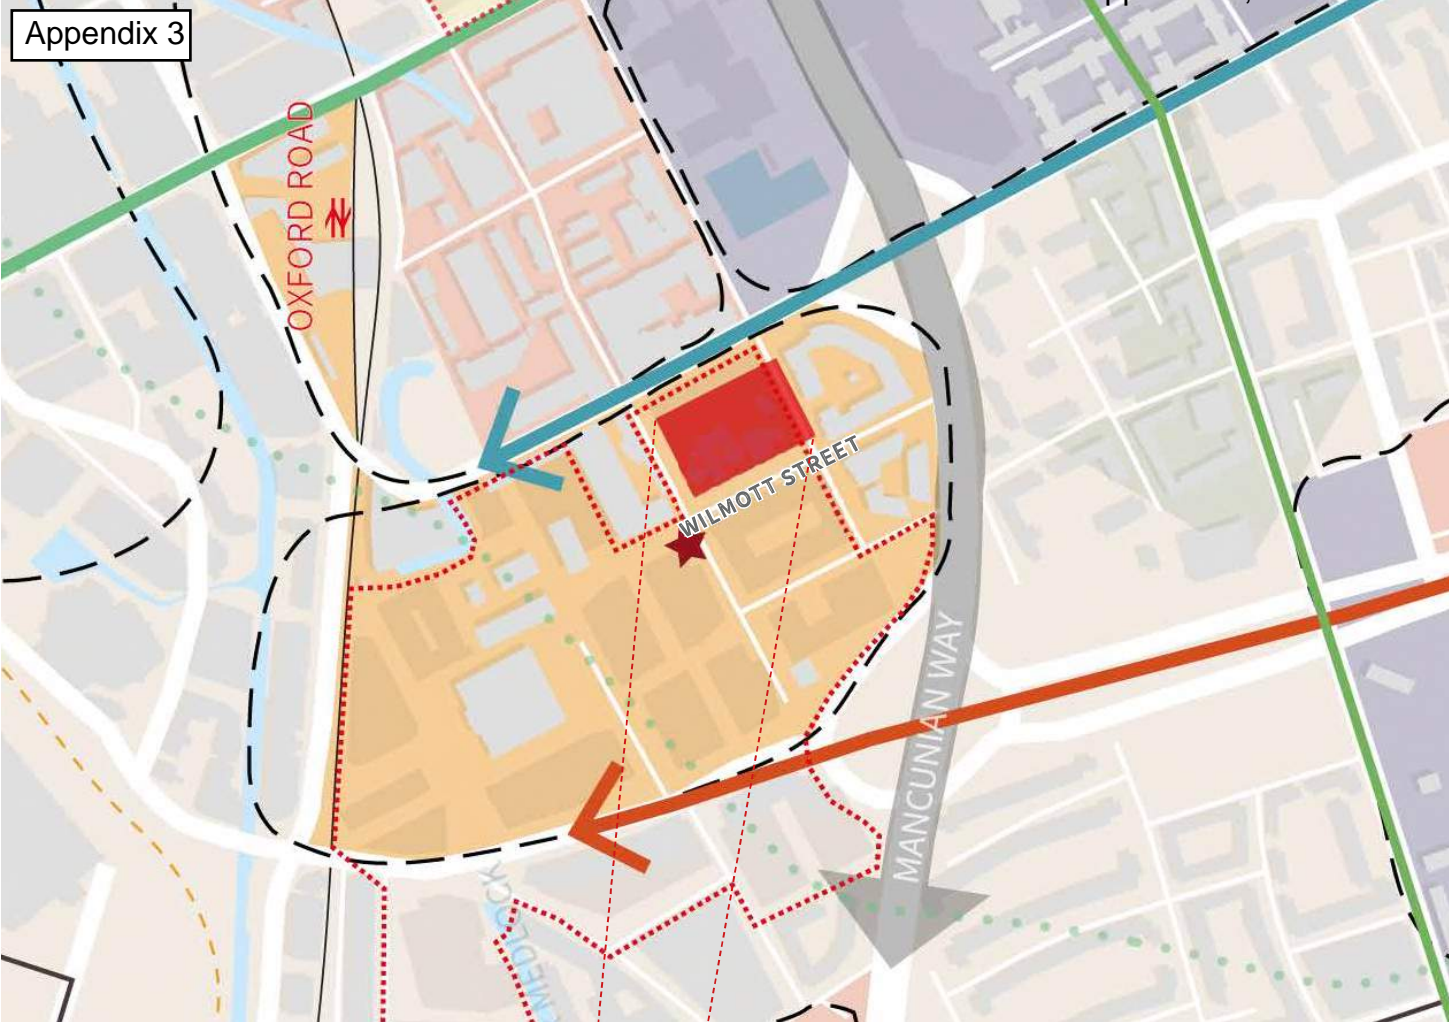 Appendix 3
OXFORD ROAD
WILMOTT STREET
MANCUNIAN WAY
MEDLOCK